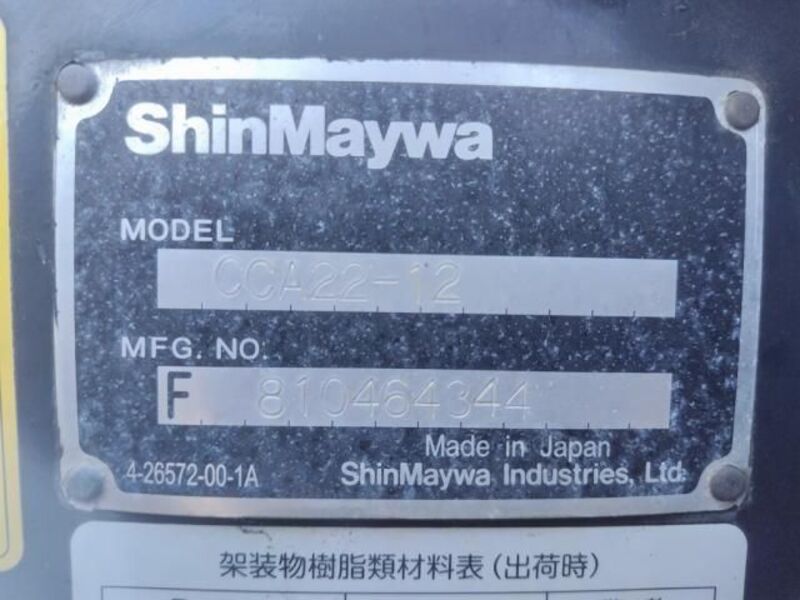 ShinMaywa
MODEL
CCA22-12
MFG. NO.
F 810464344
Made in Japan
4-26572-00-1A ShinMaywa Industries, Ltd.
架装物樹脂類材料表(出荷時)